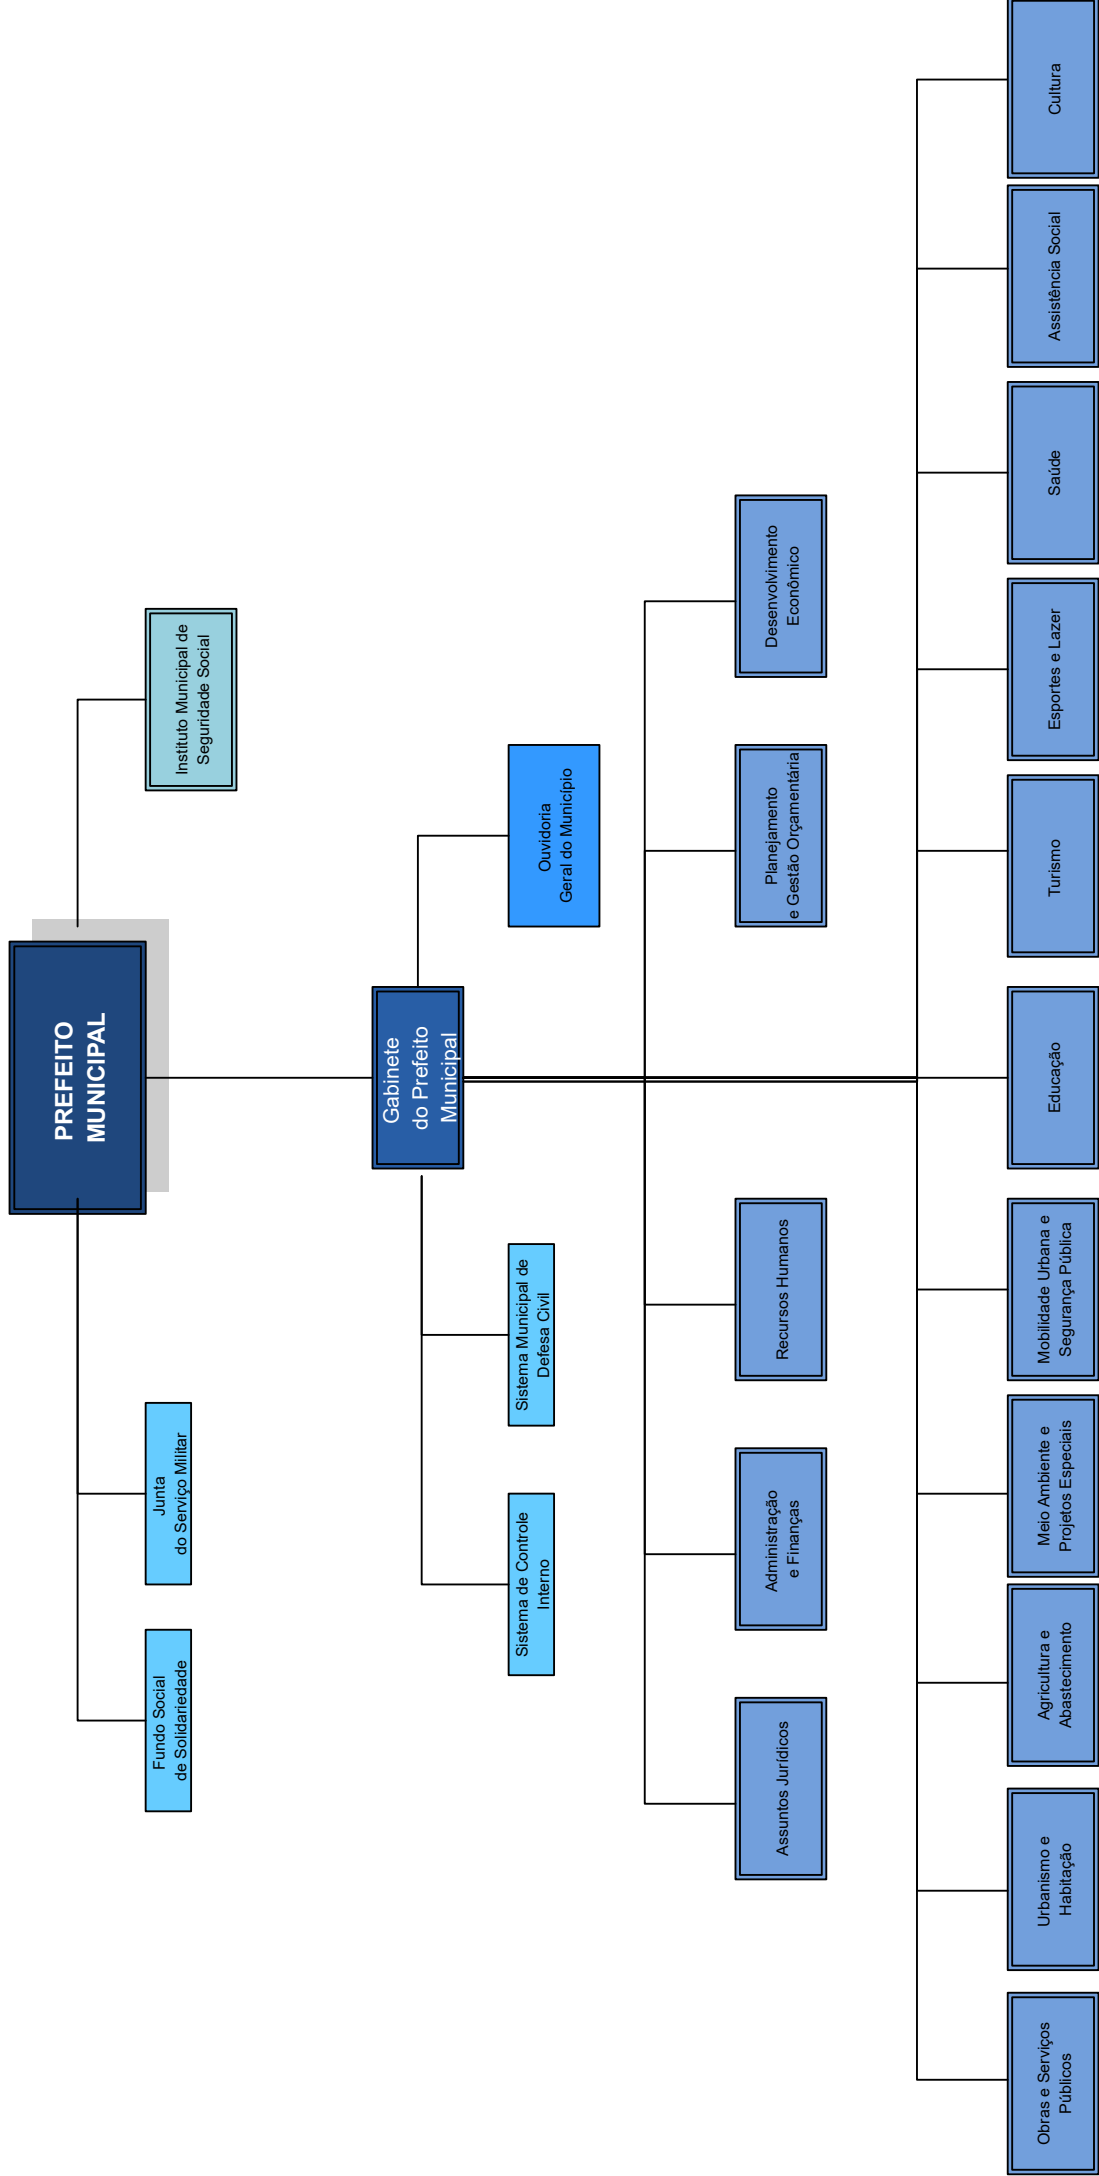 PREFEITO
MUNICIPAL
Fundo Social
de Solidariedade
Junta
do Serviço Militar
Instituto Municipal de
Seguridade Social
Gabinete
do Prefeito
Municipal
Sistema de Controle
Interno
Sistema Municipal de
Defesa Civil
Ouvidoria
Geral do Município
Assuntos Jurídicos
Administração
e Finanças
Recursos Humanos
Planejamento
e Gestão Orçamentária
Desenvolvimento
Econômico
Obras e Serviços
Públicos
Urbanismo e
Habitação
Agricultura e
Abastecimento
Meio Ambiente e
Projetos Especiais
Mobilidade Urbana e
Segurança Pública
Educação
Turismo
Esportes e Lazer
Saúde
Assistência Social
Cultura